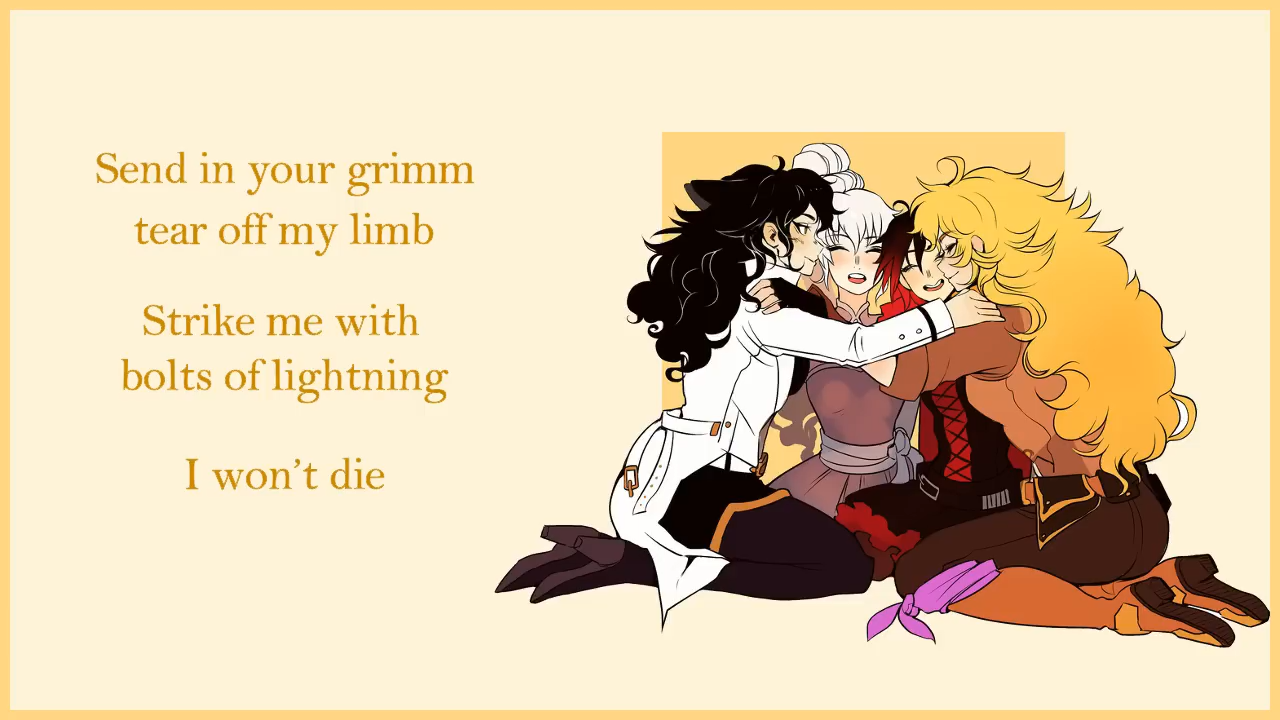 Send in your grimm
tear off my limb
Strike me with
bolts of lightning
I won’t die